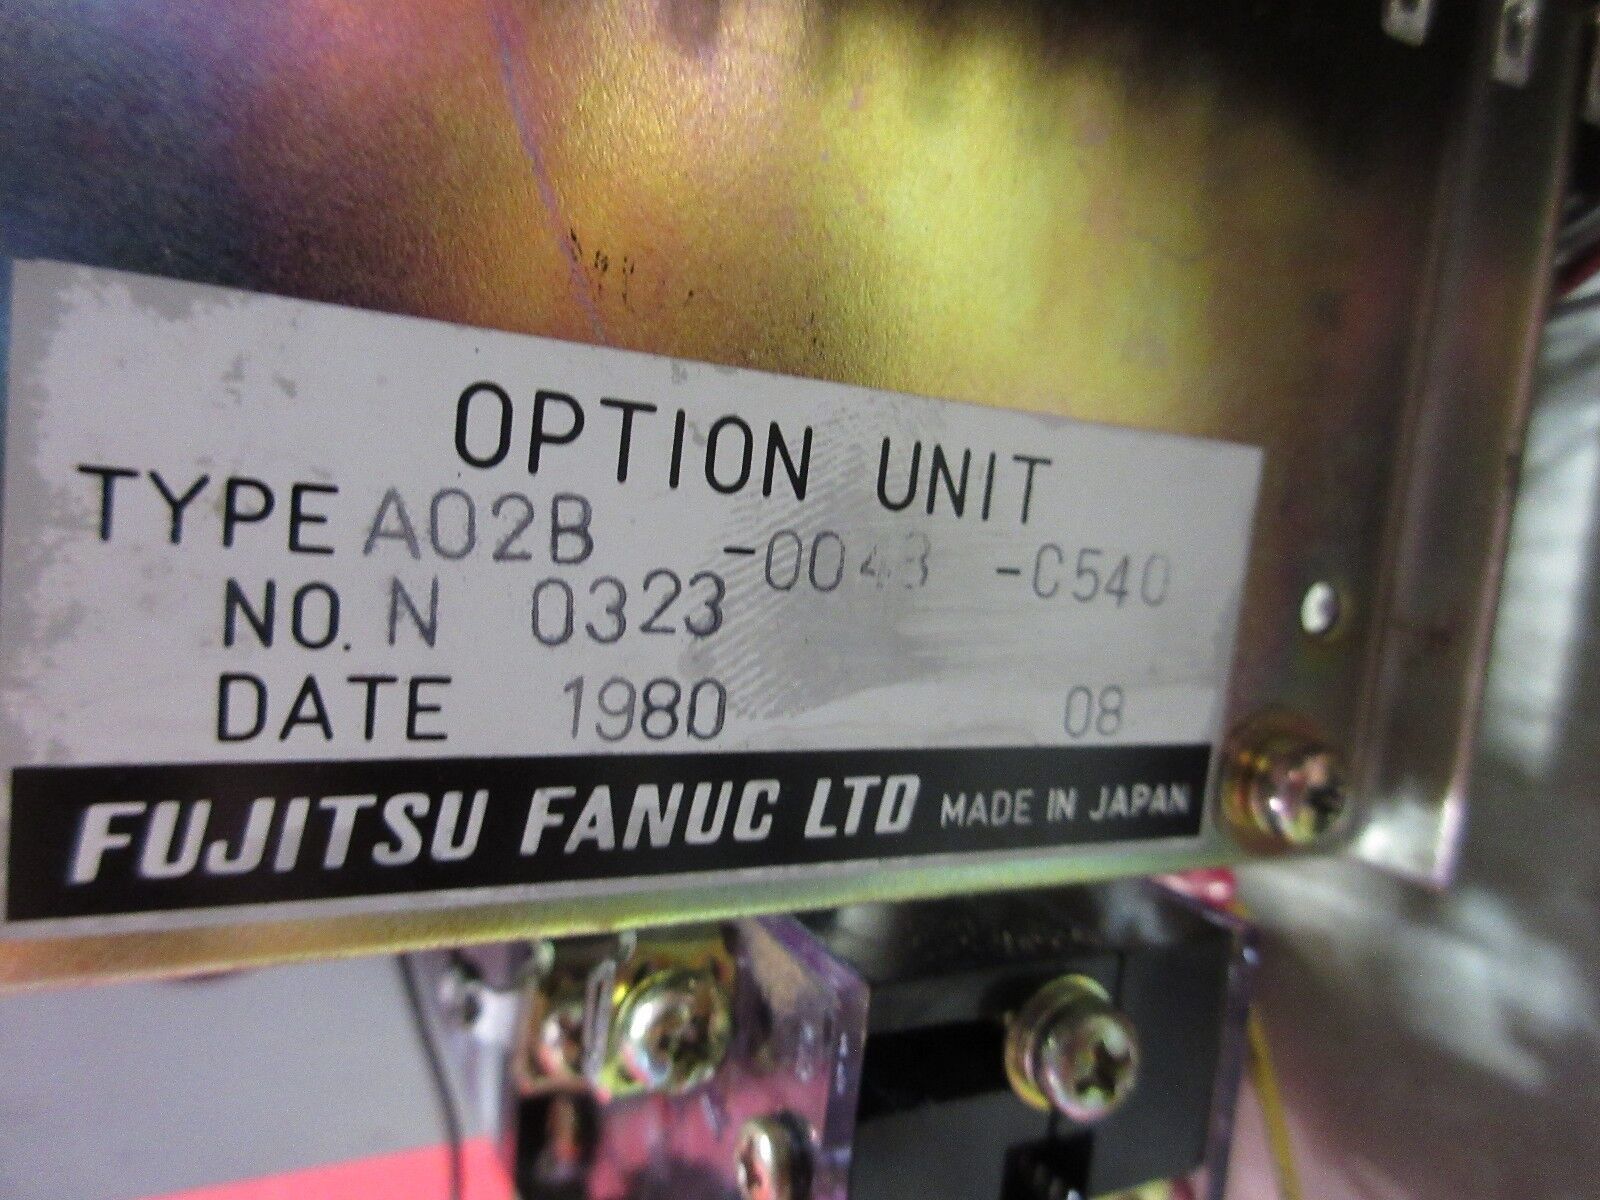 OPTION UNIT
TYPE A02B -0043 -C540
NO. N 0323
DATE 1980 08
FUJITSU FANUC LTD MADE IN JAPAN